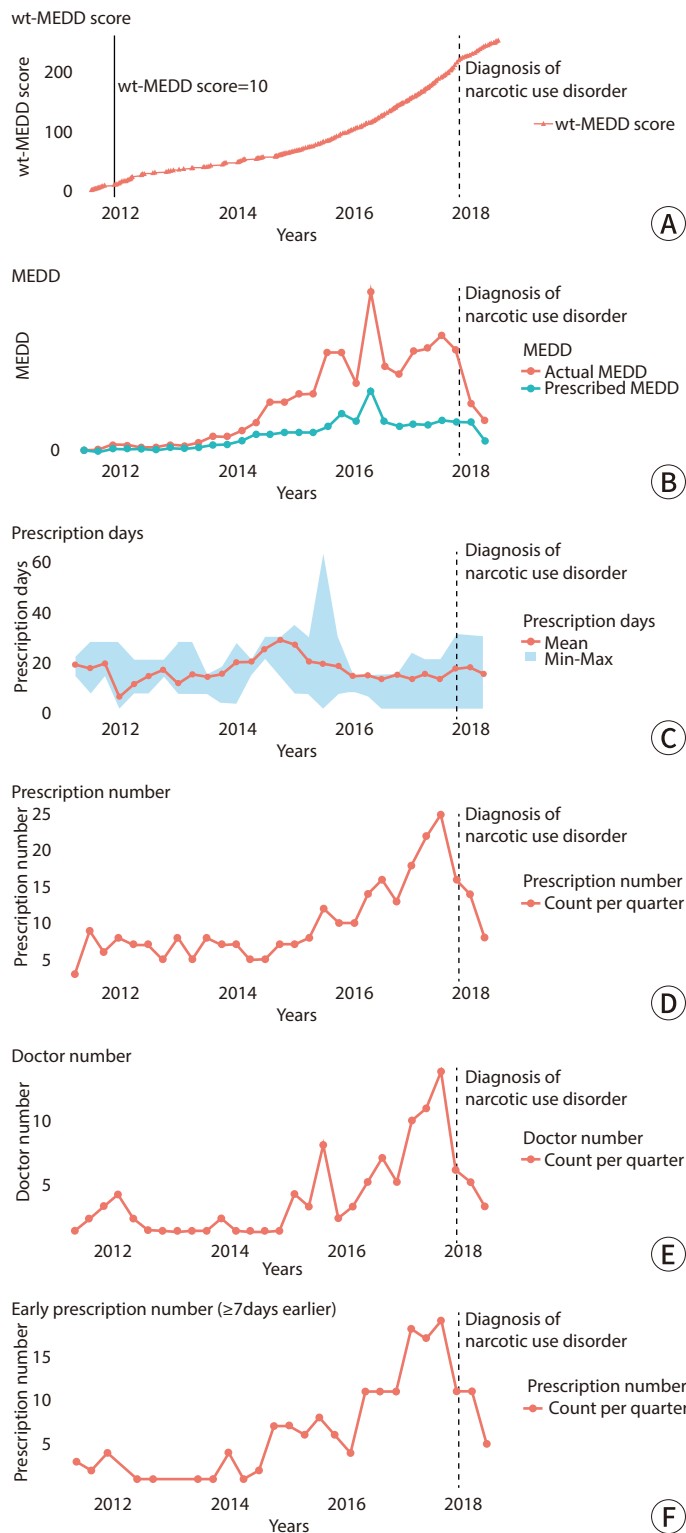 wt-MEDD score
wt-MEDD score
200
100
0
wt-MEDD score=10
Diagnosis of
narcotic use disorder
wt-MEDD score
2012
2014
2016
2018
Years
A
MEDD
MEDD
0
Diagnosis of
narcotic use disorder
MEDD
Actual MEDD
Prescribed MEDD
2012
2014
2016
2018
Years
B
Prescription days
Prescription days
60
40
20
0
Diagnosis of
narcotic use disorder
Prescription days
Mean
Min-Max
2012
2014
2016
2018
Years
C
Prescription number
Prescription number
25
20
15
10
5
Diagnosis of
narcotic use disorder
Prescription number
Count per quarter
2012
2014
2016
2018
Years
D
Doctor number
Doctor number
10
5
Diagnosis of
narcotic use disorder
Doctor number
Count per quarter
2012
2014
2016
2018
Years
E
Early prescription number (≥7days earlier)
Prescription number
15
10
5
Diagnosis of
narcotic use disorder
Prescription number
Count per quarter
2012
2014
2016
2018
Years
F